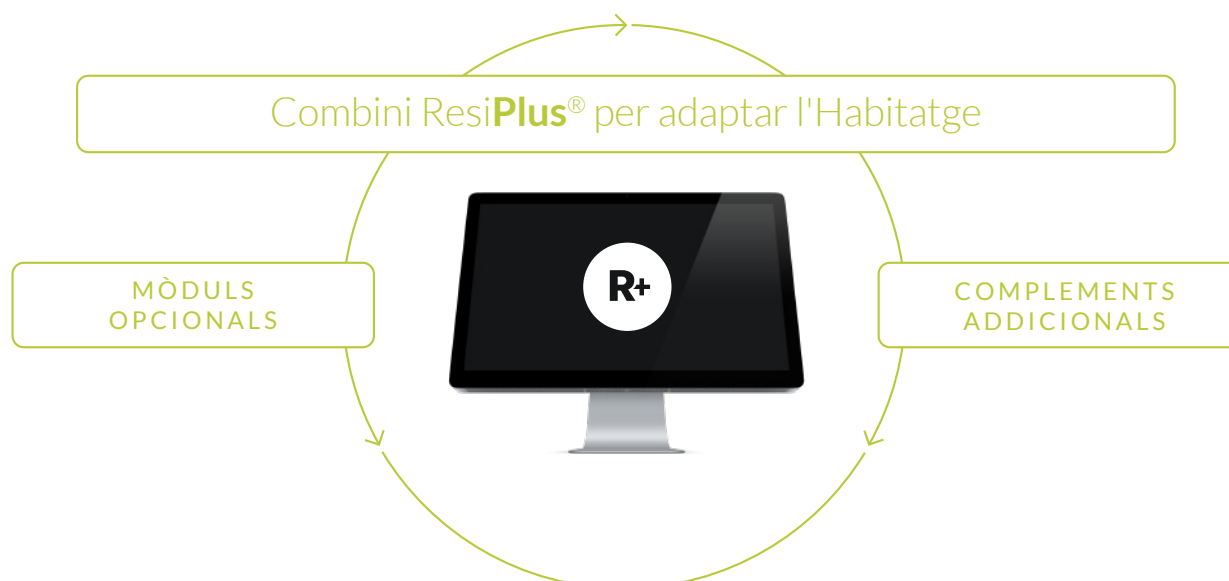 Combini ResiPlus® per adaptar l'Habitatge
MÒDULS
OPCIONALS
R+
COMPLEMENTS
ADDICIONALS